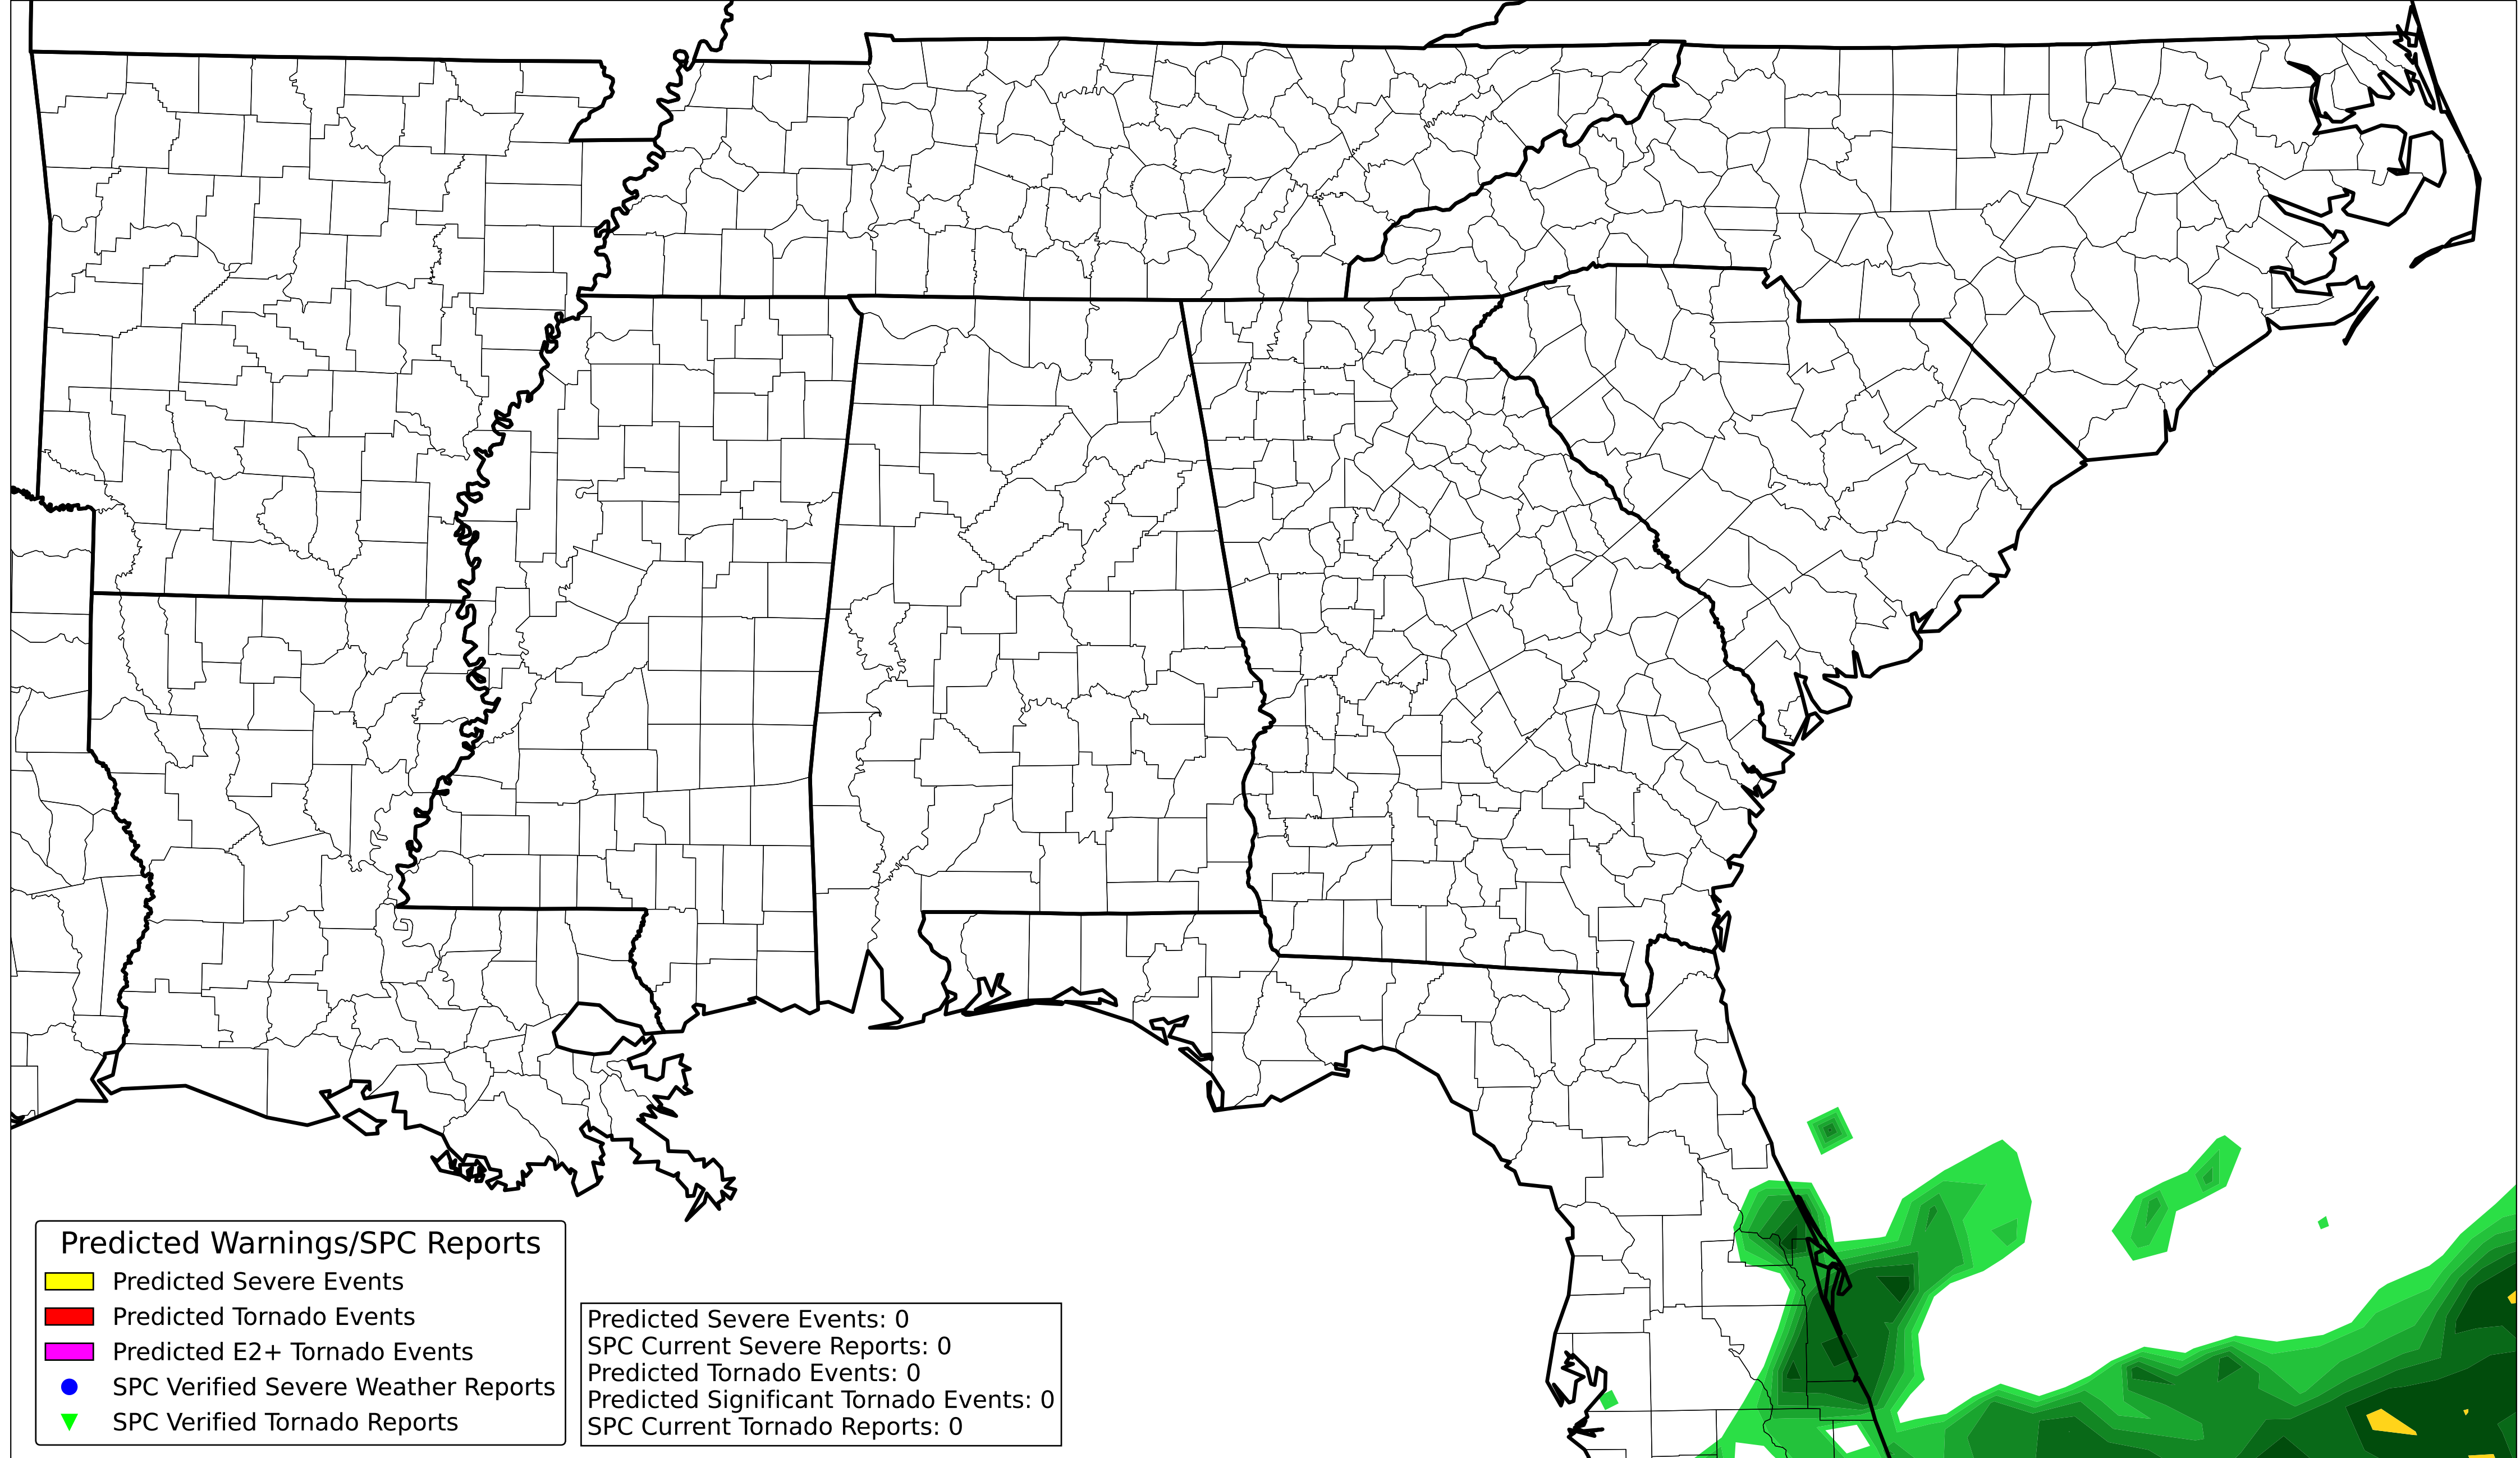 Predicted Warnings/SPC Reports
Predicted Severe Events
Predicted Tornado Events
Predicted E2+ Tornado Events
SPC Verified Severe Weather Reports
SPC Verified Tornado Reports
Predicted Severe Events: 0
SPC Current Severe Reports: 0
Predicted Tornado Events: 0
Predicted Significant Tornado Events: 0
SPC Current Tornado Reports: 0